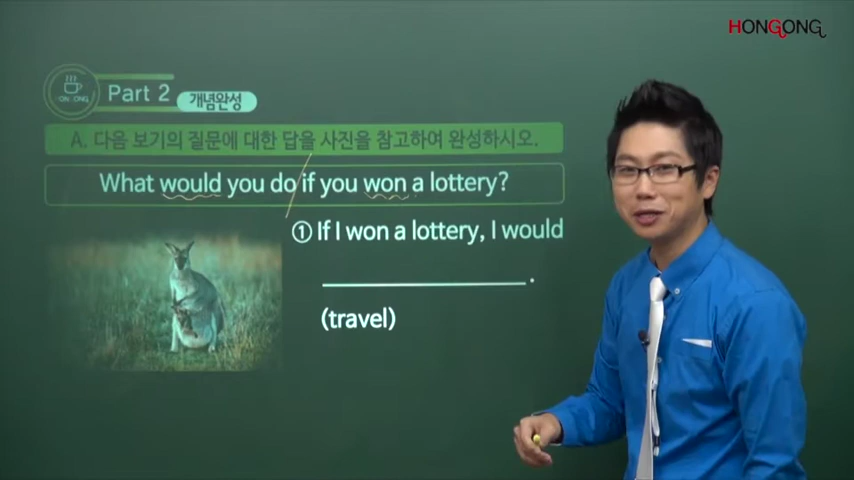 HONGONG
Part 2 개념완성
A. 다음 보기의 질문에 대한 답을 사진을 참고하여 완성하시오.
What would you do if you won a lottery?
① If I won a lottery, I would
.
(travel)